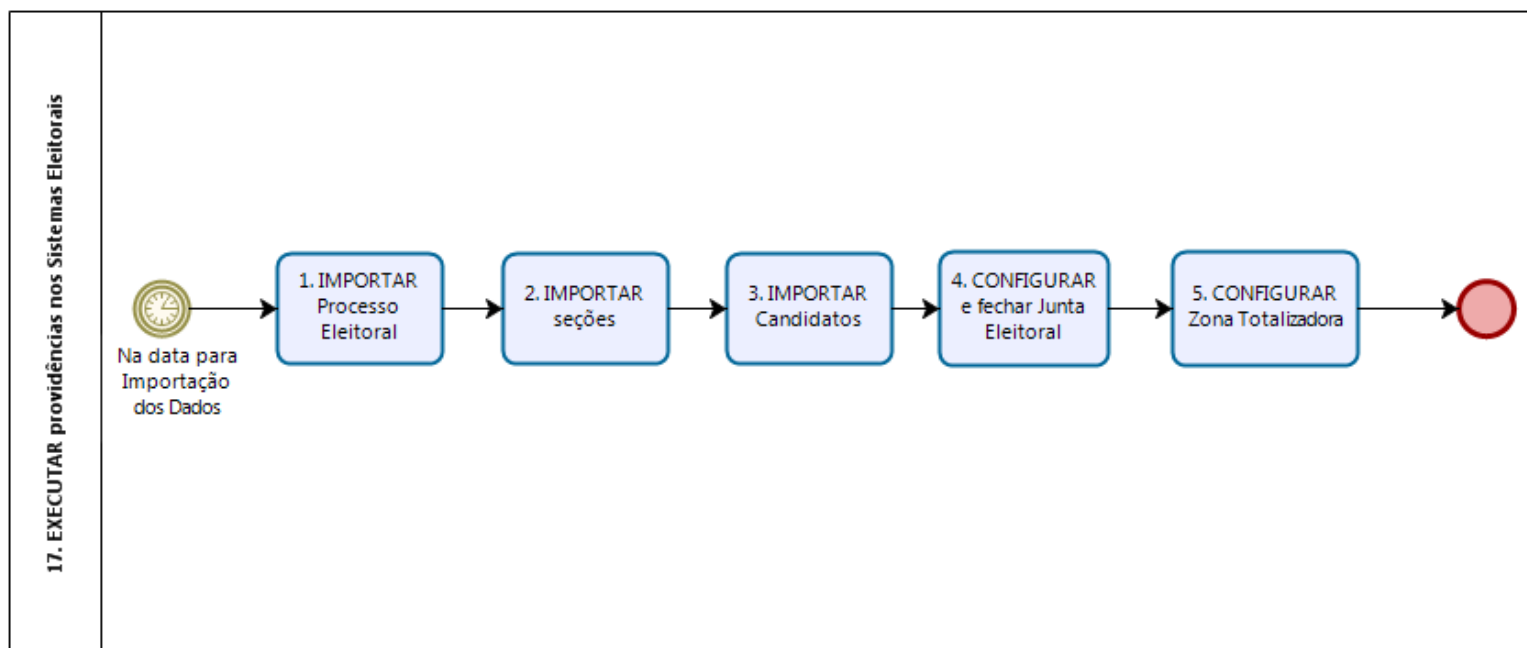 17. EXECUTAR providências nos Sistemas Eleitorais
Na data para
Importação
dos Dados
1. IMPORTAR
Processo
Eleitoral
2. IMPORTAR
seções
3. IMPORTAR
Candidatos
4. CONFIGURAR
e fechar Junta
Eleitoral
5. CONFIGURAR
Zona Totalizadora